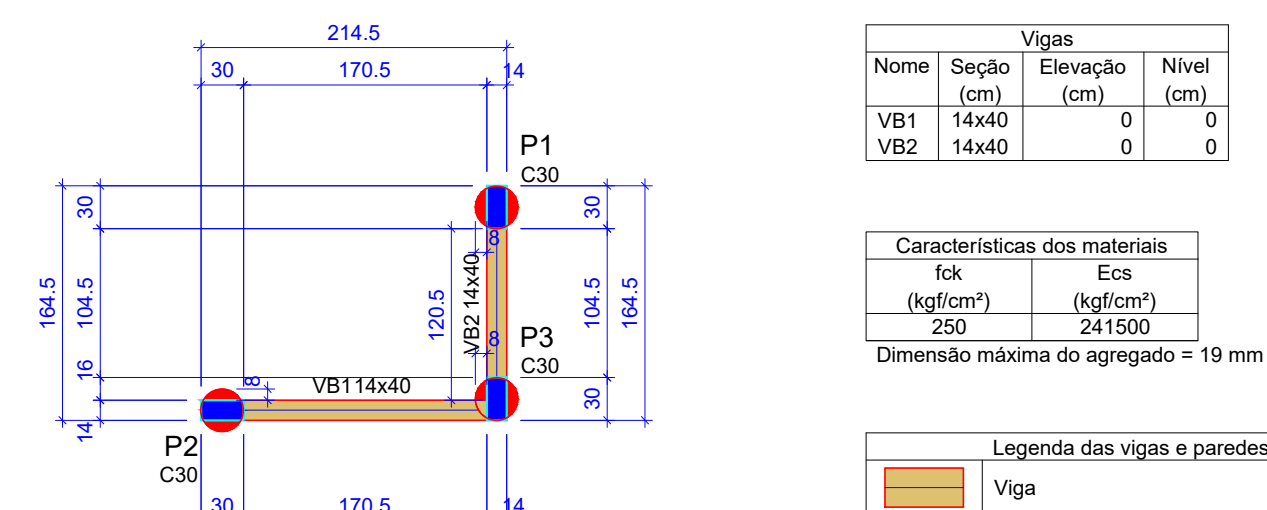 214.5
30 170.5 14
P1
C30
30
30
8
164.5
104.5
120.5
VB2 14x40
104.5
164.5
8
P3
C30
16
8
VB114x40
30
14
P2
C30
30 170.5 14
Vigas
Nome Seção Elevação Nível
(cm) (cm) (cm)
VB1 14x40 0 0
VB2 14x40 0 0
Características dos materiais
fck Ecs
(kgf/cm²) (kgf/cm²)
250 241500
Dimensão máxima do agregado = 19 mm
Legenda das vigas e paredes
Viga